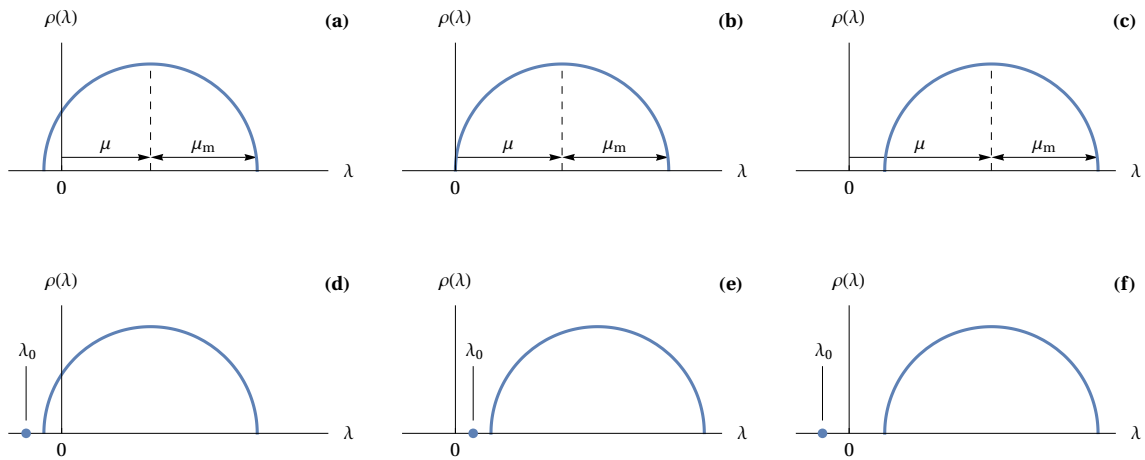 ρ(λ) (a) ρ(λ) (b) ρ(λ) (c)
μ μm μ μm μ μm
λ λ λ
0 0 0
ρ(λ) (d) ρ(λ) (e) ρ(λ) (f)
λ0 λ0 λ0
λ λ λ
0 0 0